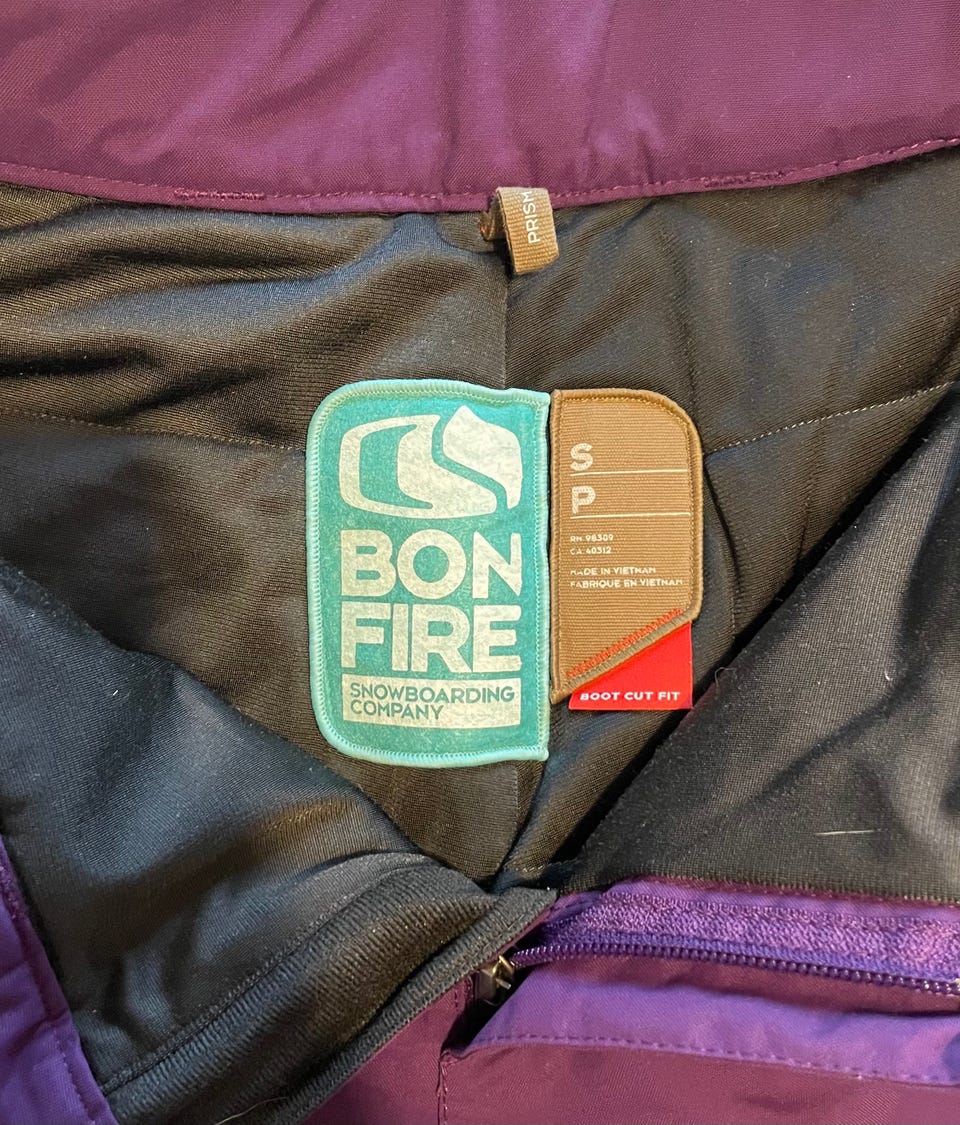 PRISM
BON
FIRE
SNOWBOARDING
COMPANY
S
P
RN 98309
CA 40312
MADE IN VIETNAM
FABRIQUE EN VIETNAM
BOOT CUT FIT